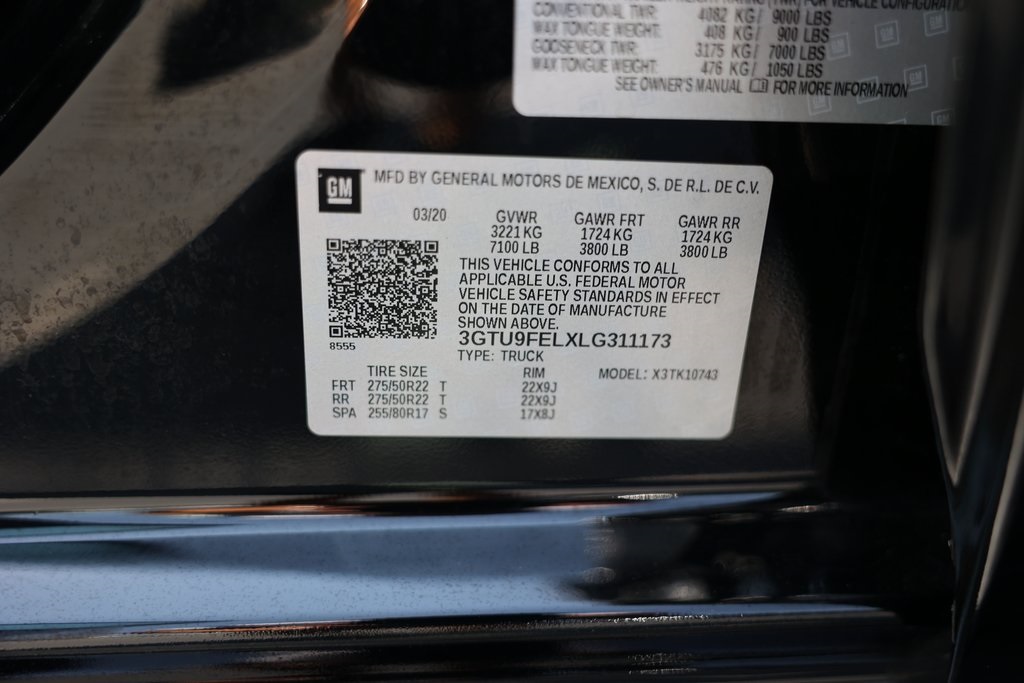 FOR VEHICLE CONFIGURATION
CONVENTIONAL TWR: 4082 KG/ 9000 LBS
MAX TONGUE WEIGHT: 408 KG/ 900 LBS
GOOSENECK TWR: 3175 KG/ 7000 LBS
MAX TONGUE WEIGHT: 476 KG/ 1050 LBS
SEE OWNER'S MANUAL FOR MORE INFORMATION
GM MFD BY GENERAL MOTORS DE MEXICO, S. DE R.L. DE C.V.
03/20 GVWR GAWR FRT GAWR RR
3221 KG 1724 KG 1724 KG
7100 LB 3800 LB 3800 LB
THIS VEHICLE CONFORMS TO ALL
APPLICABLE U.S. FEDERAL MOTOR
VEHICLE SAFETY STANDARDS IN EFFECT
ON THE DATE OF MANUFACTURE
SHOWN ABOVE.
8555
3GTU9FELXLG311173
TYPE: TRUCK
TIRE SIZE RIM MODEL: X3TK10743
FRT 275/50R22 T 22X9J
RR 275/50R22 T 22X9J
SPA 255/80R17 S 17X8J